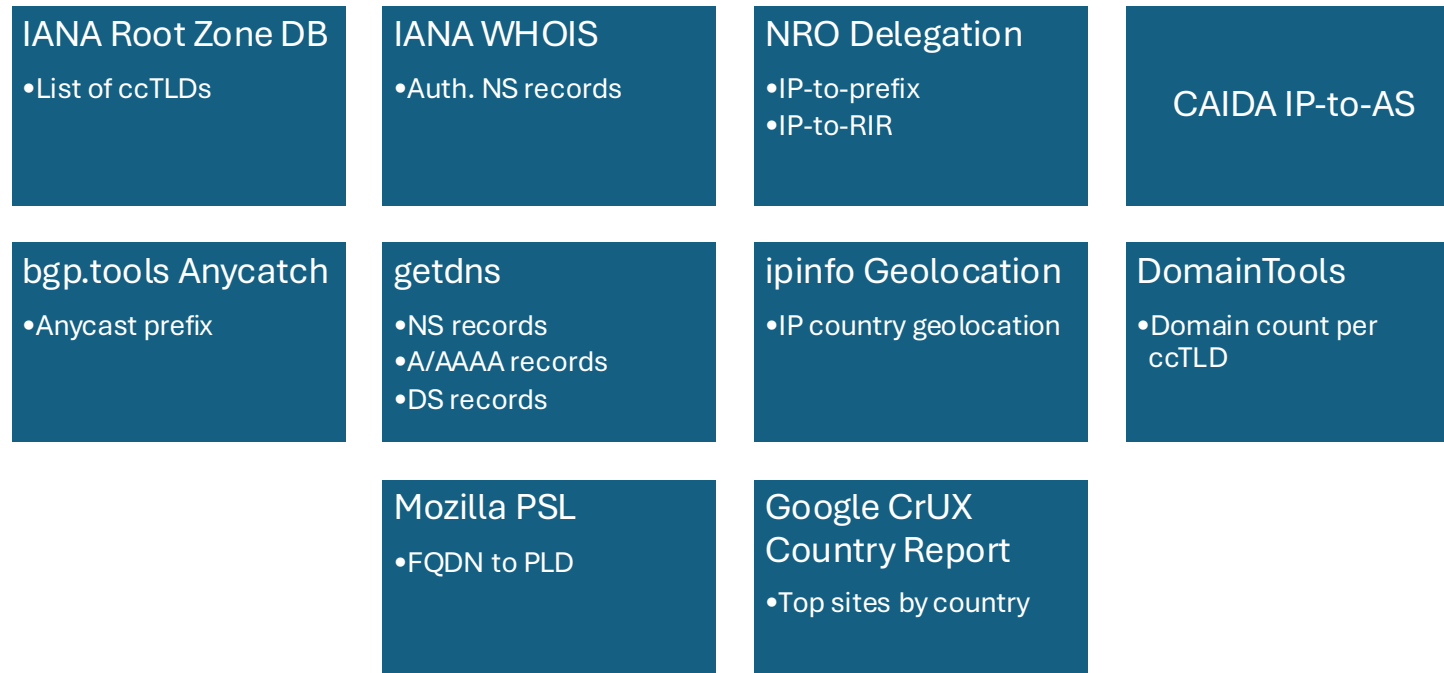 IANA Root Zone DB
•List of ccTLDs
IANA WHOIS
•Auth. NS records
NRO Delegation
•IP-to-prefix
•IP-to-RIR
CAIDA IP-to-AS
bgp.tools Anycatch
•Anycast prefix
getdns
•NS records
•A/AAAA records
•DS records
ipinfo Geolocation
•IP country geolocation
DomainTools
•Domain count per
ccTLD
Mozilla PSL
•FQDN to PLD
Google CrUX
Country Report
•Top sites by country